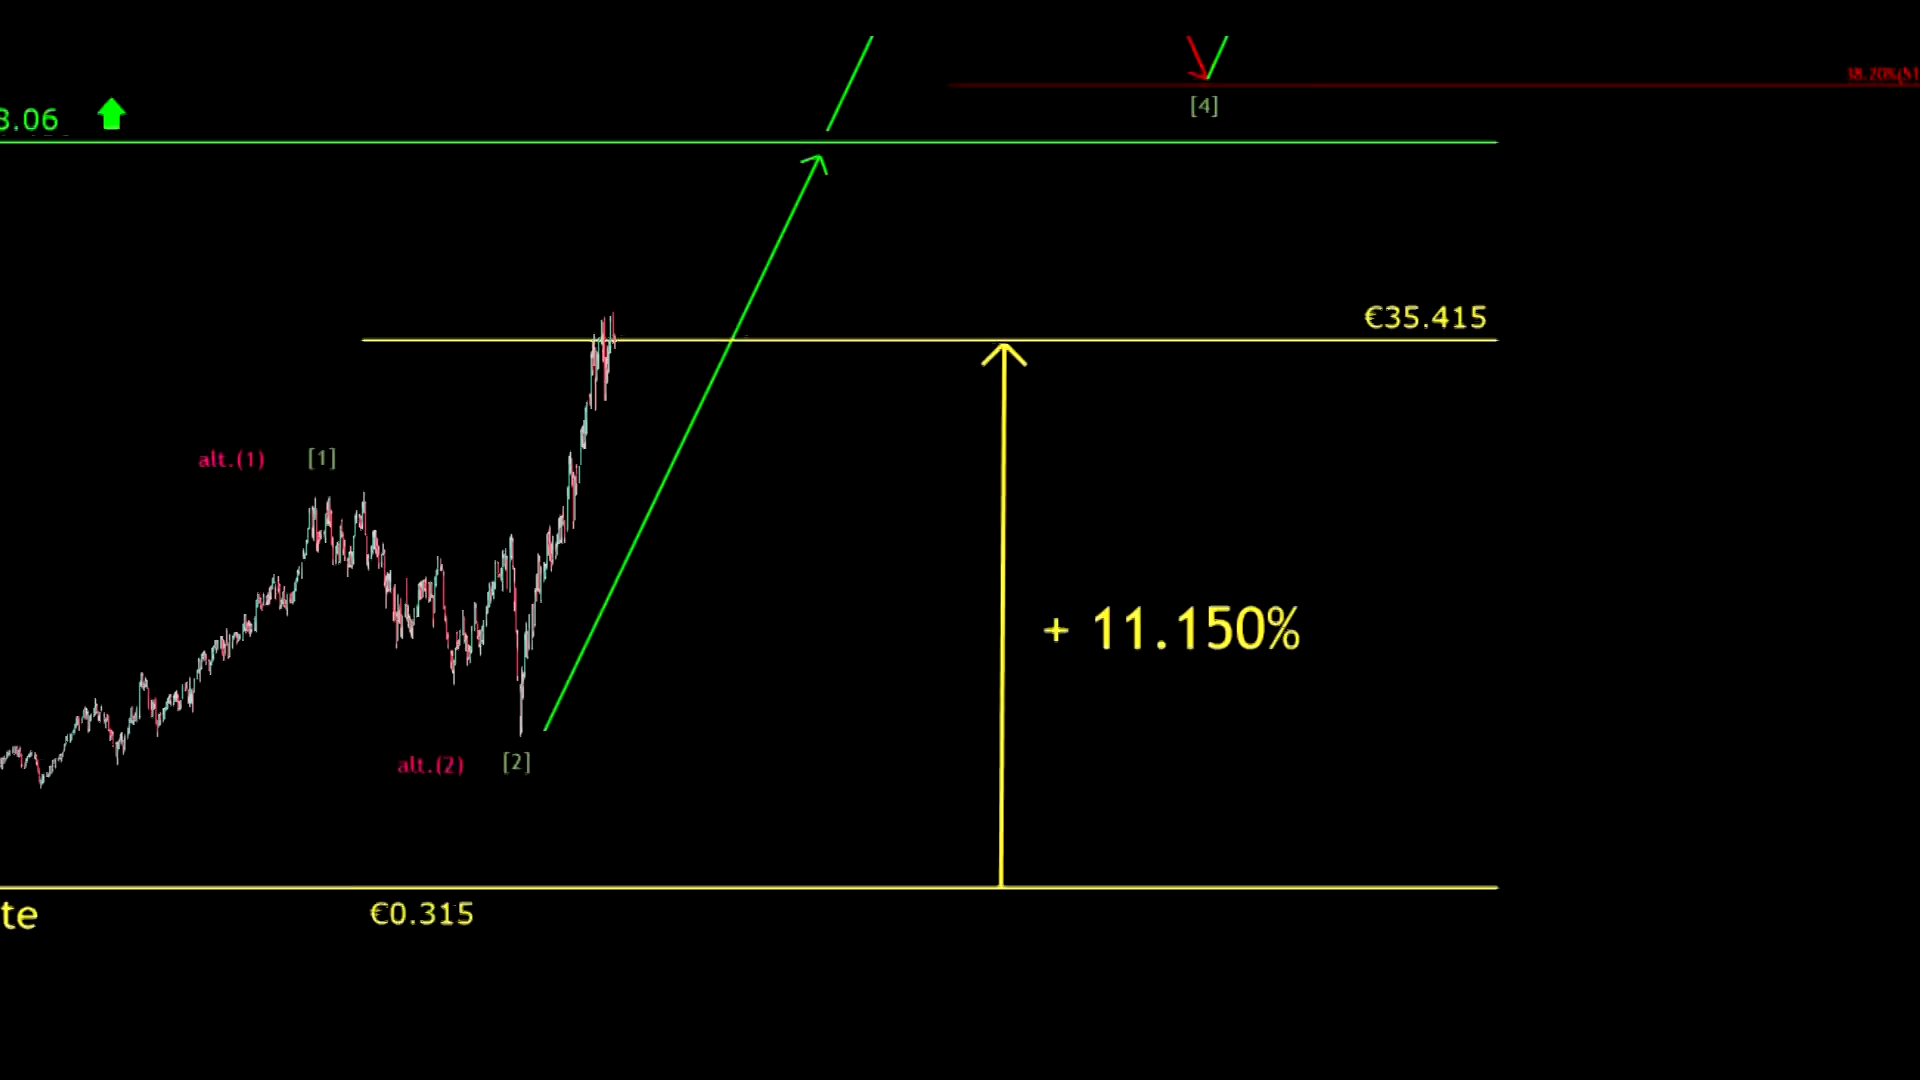 [4]
3.06
€35.415
alt.(1) [1]
+ 11.150%
alt.(2) [2]
te
€0.315